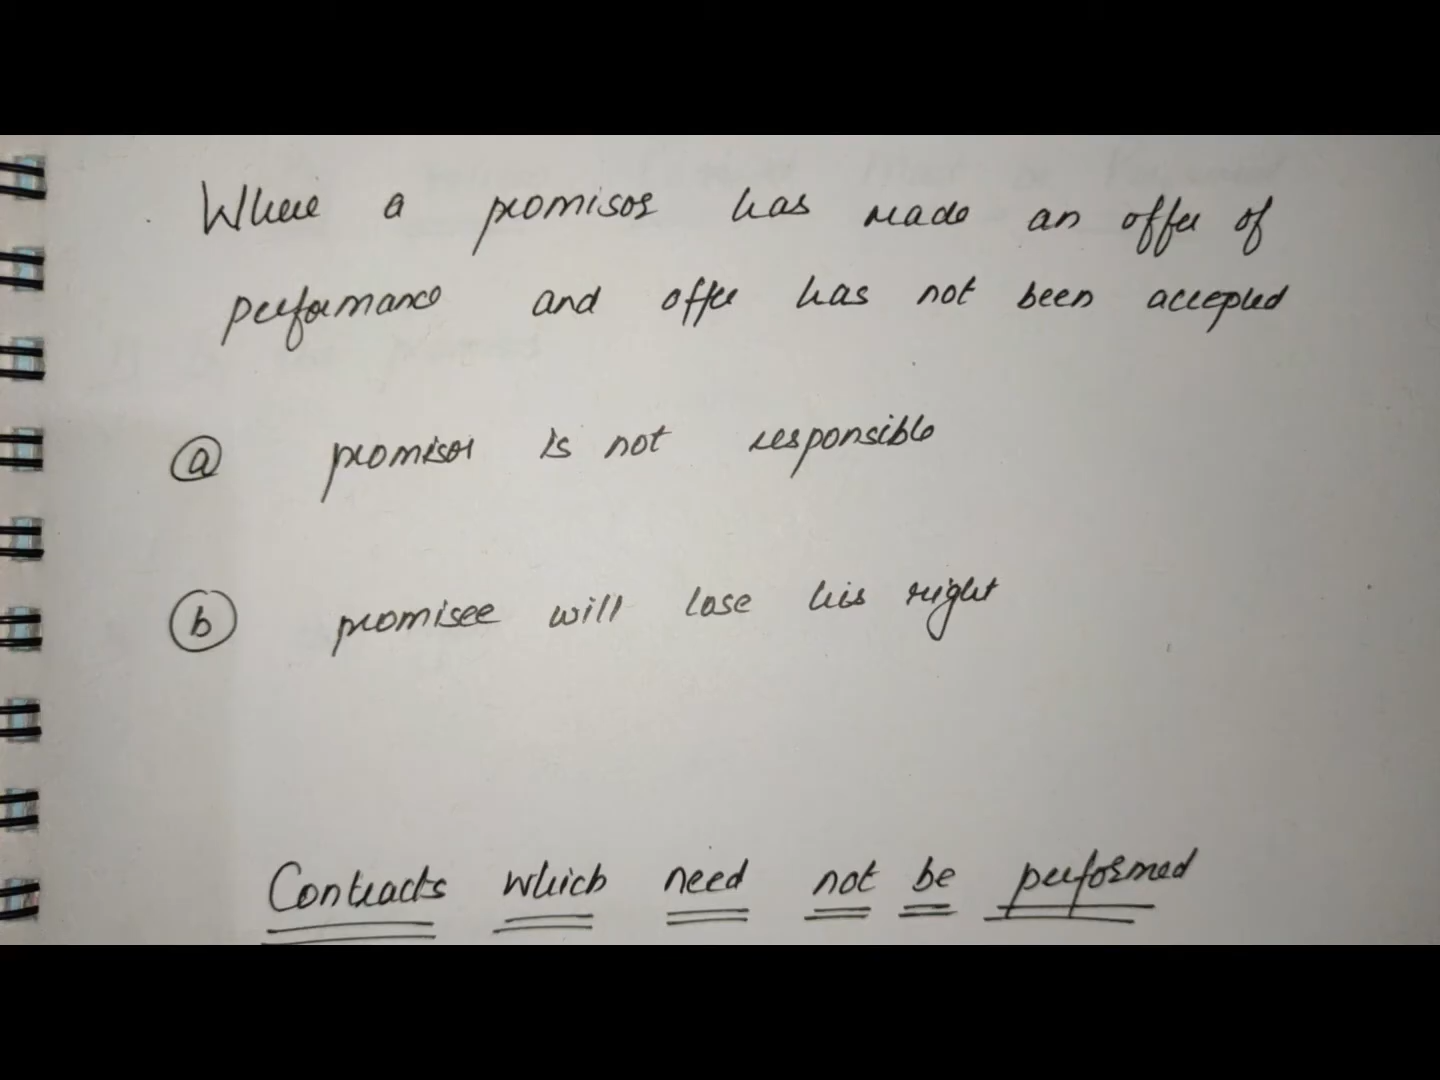 Where a promisor has made an offer of
performance and offer has not been accepted
(a) promisor is not responsible
(b) promisee will lose his right
Contracts which need not be performed